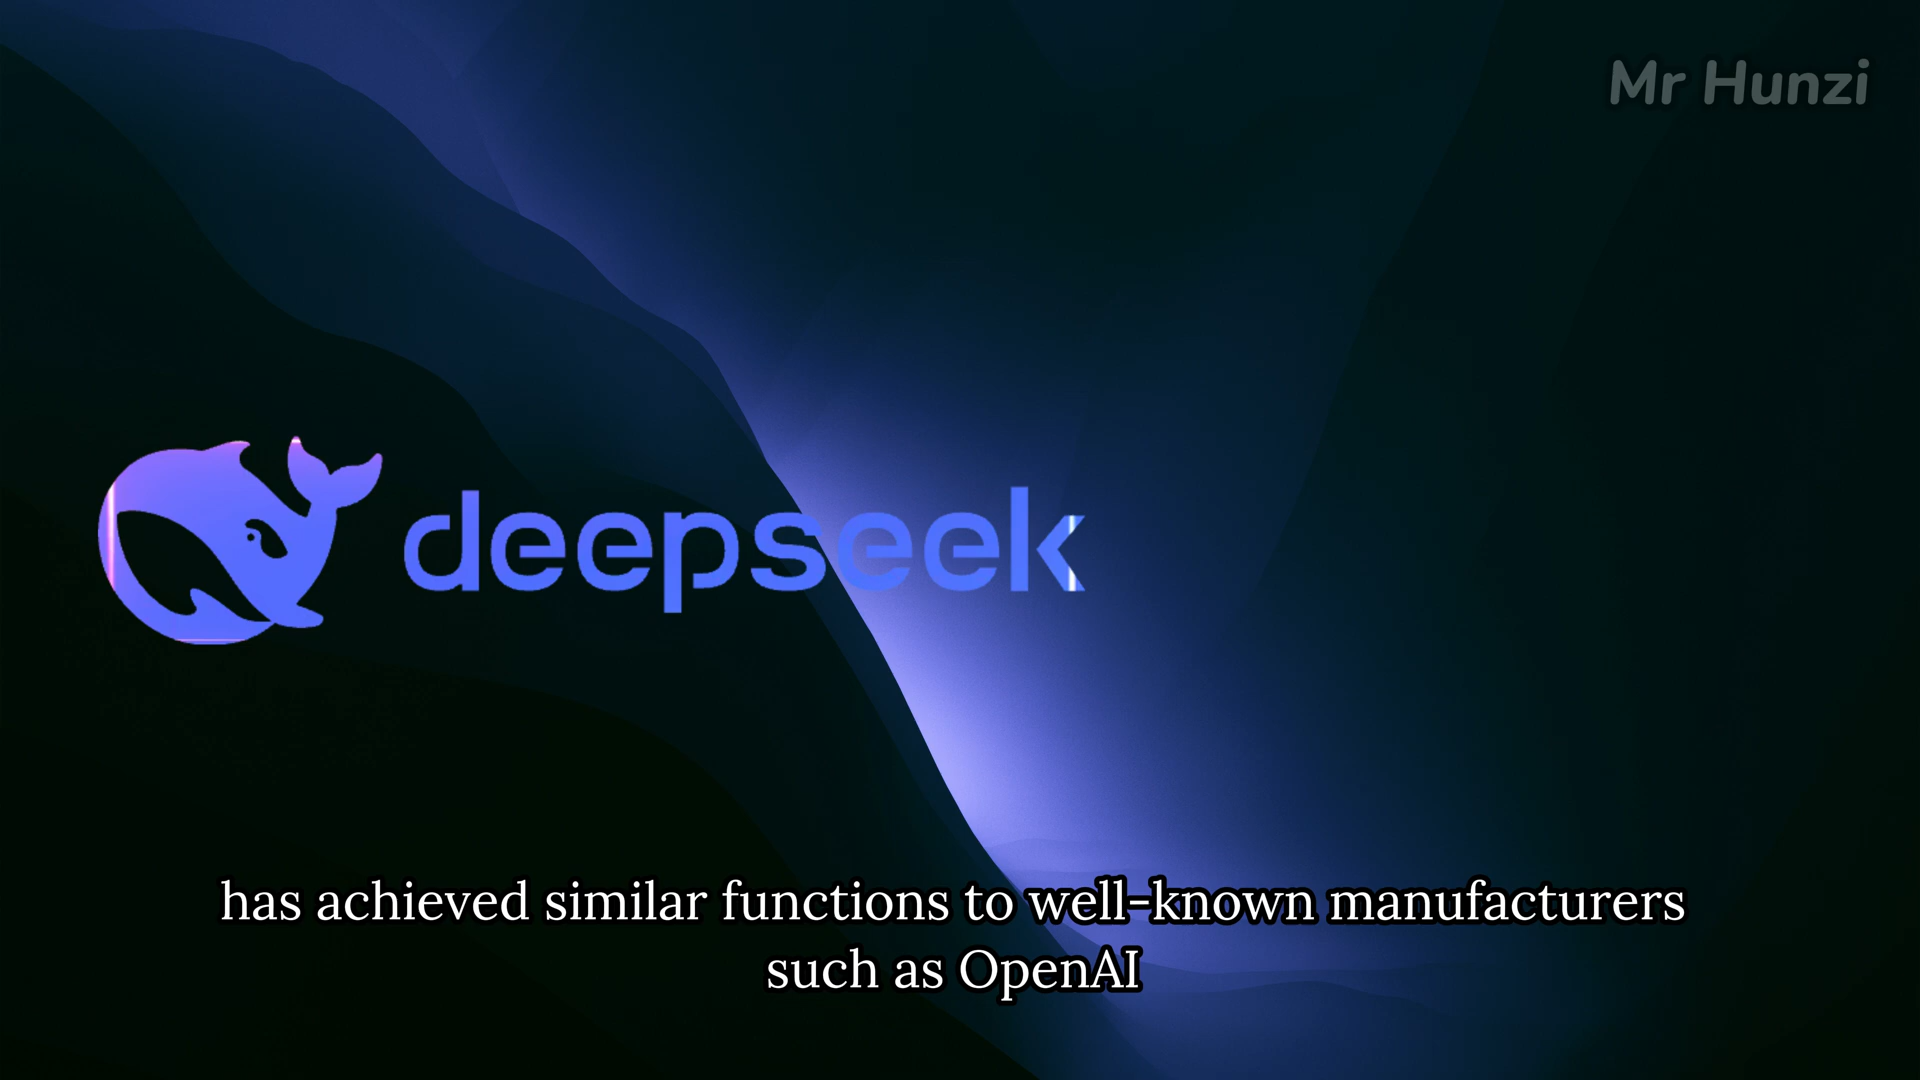 Mr Hunzi
deepseek
has achieved similar functions to well-known manufacturers
such as OpenAI